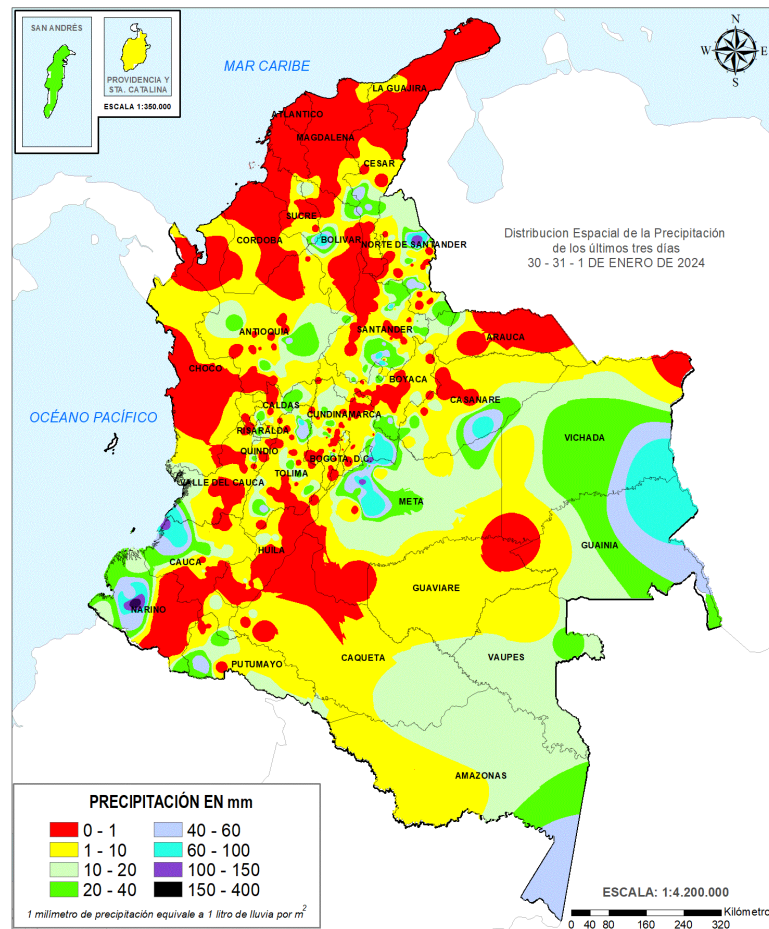 SAN ANDRÉS
PROVIDENCIA Y
STA. CATALINA
ESCALA 1:350.000
MAR CARIBE
N
W
E
S
LA GUAJIRA
ATLANTICO
MAGDALENA
CESAR
SUCRE
CORDOBA
BOLIVAR
NORTE DE SANTANDER
Distribucion Espacial de la Precipitación
de los últimos tres días
30 - 31 - 1 DE ENERO DE 2024
ANTIOQUIA
SANTANDER
ARAUCA
CHOCO
BOYACA
CASANARE
CALDAS
CUNDINAMARCA
OCÉANO PACÍFICO
RISARALDA
VICHADA
QUINDIO
BOGOTA D.C.
TOLIMA
VALLE DEL CAUCA
META
GUAINIA
HUILA
CAUCA
GUAVIARE
NARIÑO
CAQUETA
VAUPES
PUTUMAYO
AMAZONAS
PRECIPITACIÓN EN mm
0 - 1
40 - 60
1 - 10
60 - 100
10 - 20
100 - 150
20 - 40
150 - 400
1 milímetro de precipitación equivale a 1 litro de lluvia por m2
ESCALA: 1:4.200.000
Kilómetro
0 40 80 160 240 320